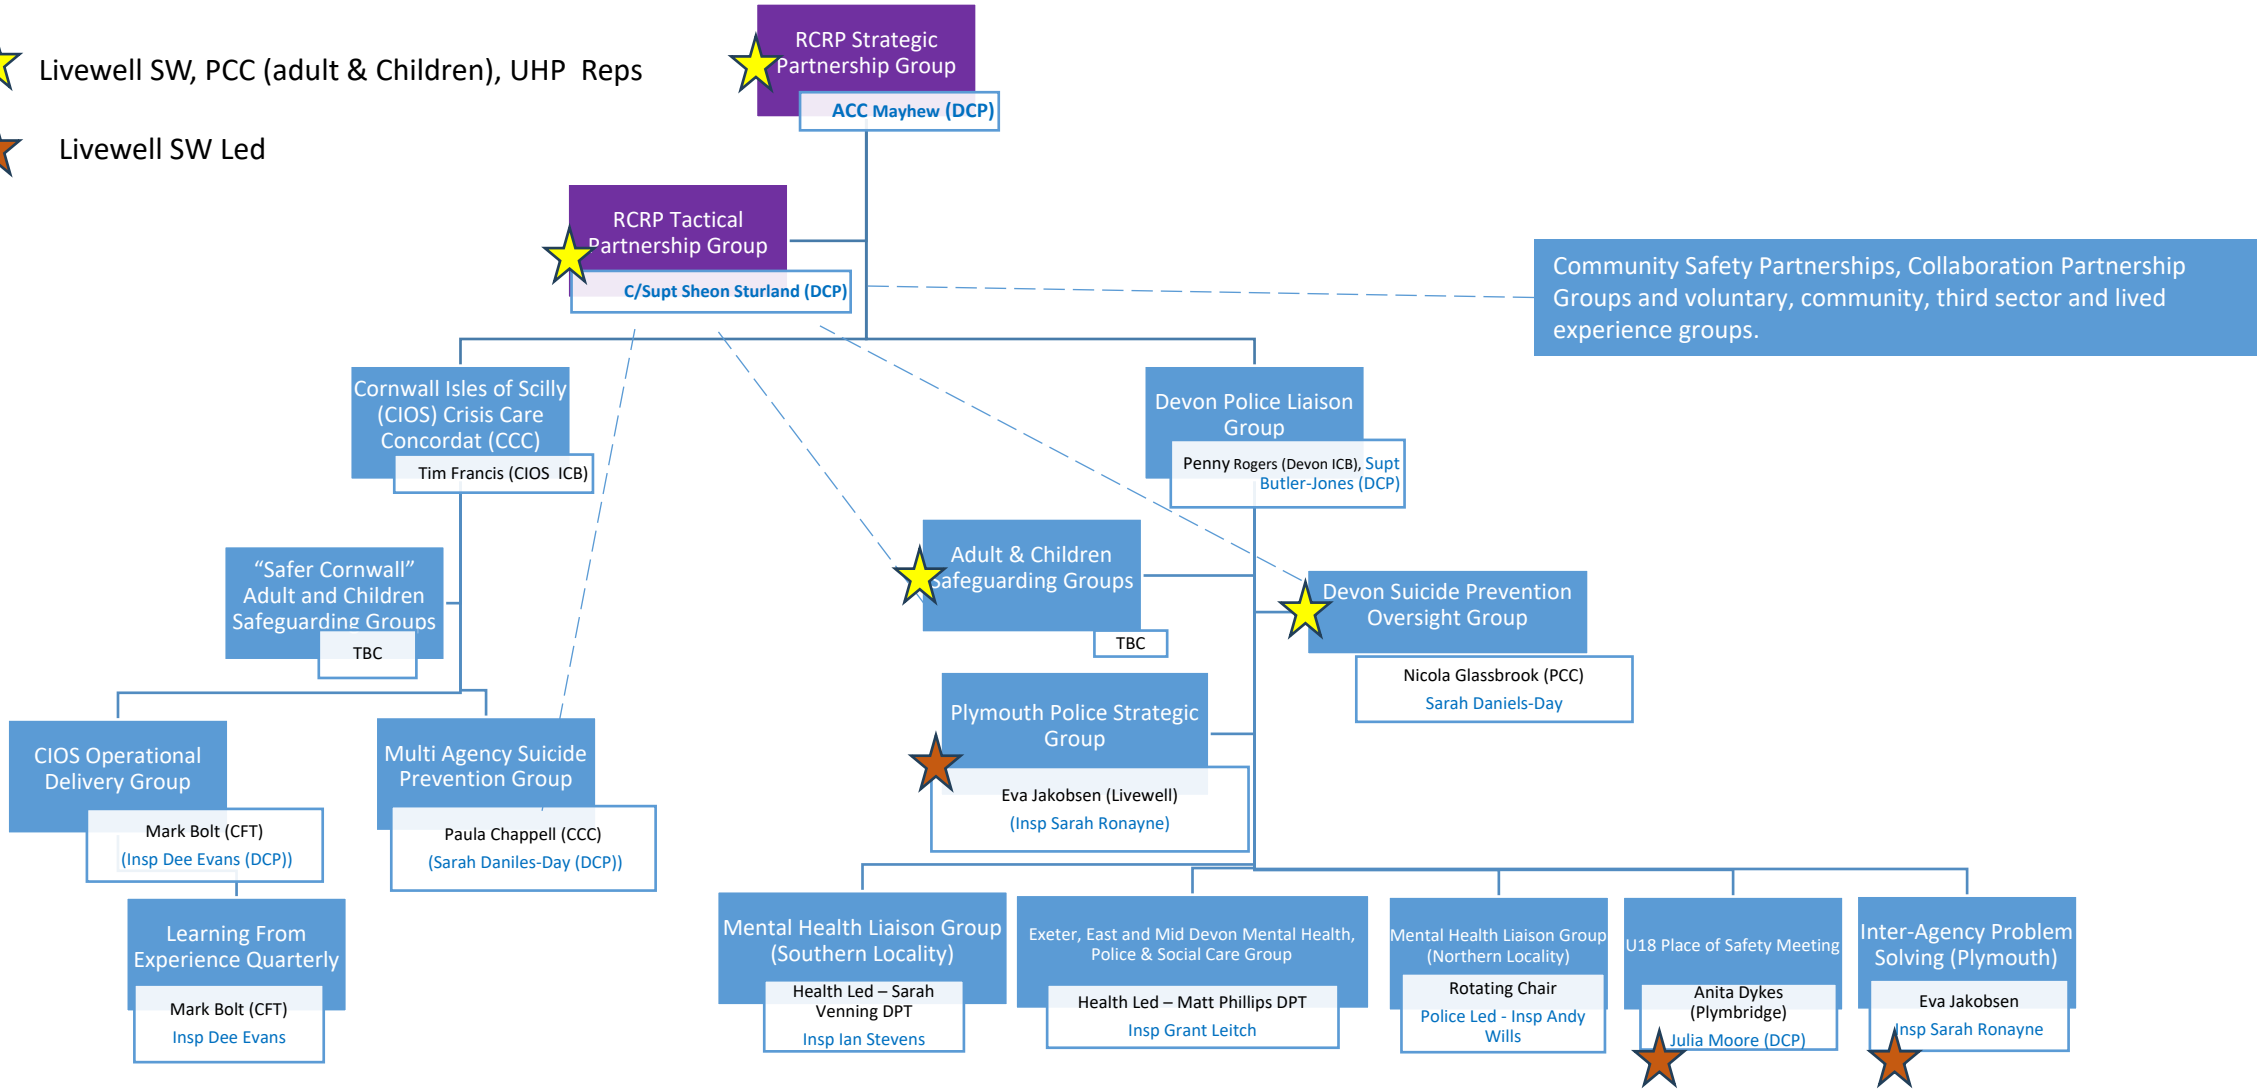 Livewell SW, PCC (adult & Children), UHP Reps
Livewell SW Led
RCRP Strategic
Partnership Group
ACC Mayhew (DCP)
RCRP Tactical
Partnership Group
C/Supt Sheon Sturland (DCP)
Community Safety Partnerships, Collaboration Partnership
Groups and voluntary, community, third sector and lived
experience groups.
Cornwall Isles of Scilly
(CIOS) Crisis Care
Concordat (CCC)
Tim Francis (CIOS ICB)
Devon Police Liaison
Group
Penny Rogers (Devon ICB), Supt
Butler-Jones (DCP)
"Safer Cornwall"
Adult and Children
Safeguarding Groups
TBC
Adult & Children
Safeguarding Groups
TBC
Devon Suicide Prevention
Oversight Group
Nicola Glassbrook (PCC)
Sarah Daniels-Day
Plymouth Police Strategic
Group
Eva Jakobsen (Livewell)
(Insp Sarah Ronayne)
CIOS Operational
Delivery Group
Mark Bolt (CFT)
(Insp Dee Evans (DCP))
Multi Agency Suicide
Prevention Group
Paula Chappell (CCC)
(Sarah Daniles-Day (DCP))
Learning From
Experience Quarterly
Mark Bolt (CFT)
Insp Dee Evans
Mental Health Liaison Group
(Southern Locality)
Health Led – Sarah
Venning DPT
Insp Ian Stevens
Exeter, East and Mid Devon Mental Health,
Police & Social Care Group
Health Led – Matt Phillips DPT
Insp Grant Leitch
Mental Health Liaison Group
(Northern Locality)
Rotating Chair
Police Led - Insp Andy
Wills
U18 Place of Safety Meeting
Anita Dykes
(Plymbridge)
Julia Moore (DCP)
Inter-Agency Problem
Solving (Plymouth)
Eva Jakobsen
Insp Sarah Ronayne